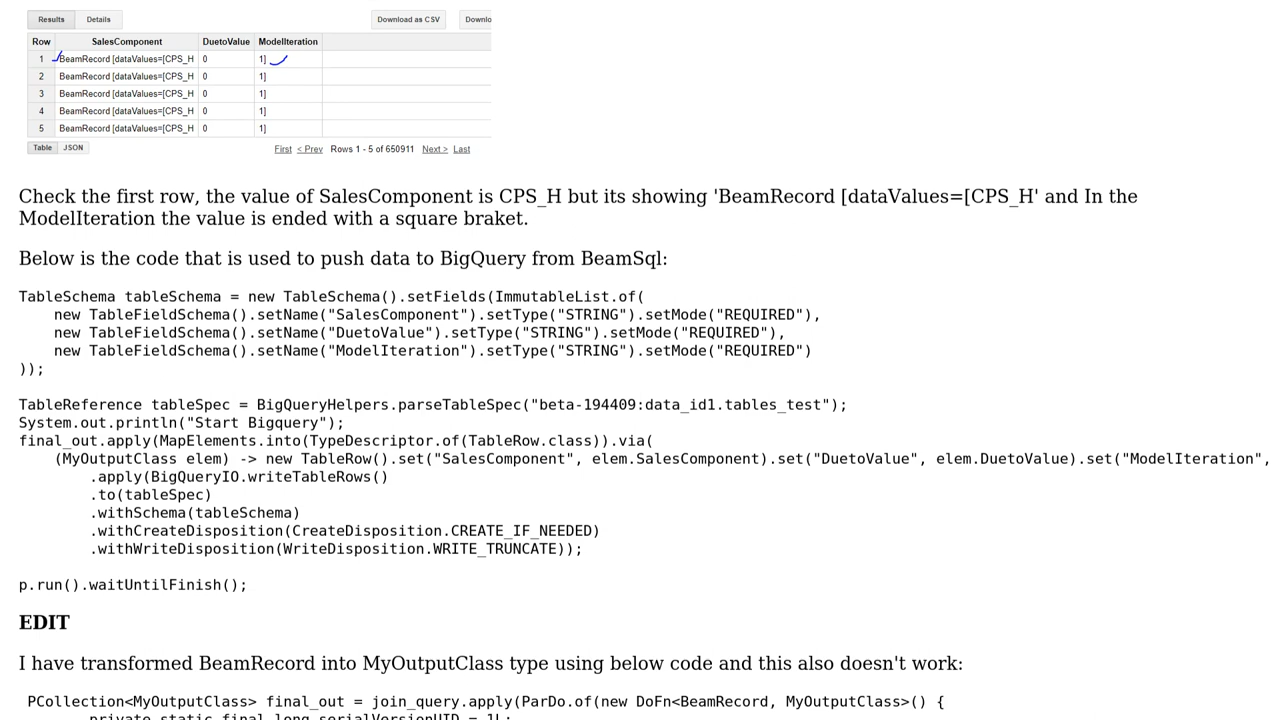 Results Details Download as CSV Downlo
Row SalesComponent DuetoValue ModelIteration
1 BeamRecord [dataValues=[CPS_H 0 1]
2 BeamRecord [dataValues=[CPS_H 0 1]
3 BeamRecord [dataValues=[CPS_H 0 1]
4 BeamRecord [dataValues=[CPS_H 0 1]
5 BeamRecord [dataValues=[CPS_H 0 1]
Table JSON First < Prev Rows 1 - 5 of 650911 Next > Last
Check the first row, the value of SalesComponent is CPS_H but its showing 'BeamRecord [dataValues=[CPS_H' and In the
ModelIteration the value is ended with a square braket.
Below is the code that is used to push data to BigQuery from BeamSql:
TableSchema tableSchema = new TableSchema().setFields(ImmutableList.of(
    new TableFieldSchema().setName("SalesComponent").setType("STRING").setMode("REQUIRED"),
    new TableFieldSchema().setName("DuetoValue").setType("STRING").setMode("REQUIRED"),
    new TableFieldSchema().setName("ModelIteration").setType("STRING").setMode("REQUIRED")
));
TableReference tableSpec = BigQueryHelpers.parseTableSpec("beta-194409:data_id1.tables_test");
System.out.println("Start Bigquery");
final_out.apply(MapElements.into(TypeDescriptor.of(TableRow.class)).via(
    (MyOutputClass elem) -> new TableRow().set("SalesComponent", elem.SalesComponent).set("DuetoValue", elem.DuetoValue).set("ModelIteration",
        .apply(BigQueryIO.writeTableRows()
        .to(tableSpec)
        .withSchema(tableSchema)
        .withCreateDisposition(CreateDisposition.CREATE_IF_NEEDED)
        .withWriteDisposition(WriteDisposition.WRITE_TRUNCATE));
p.run().waitUntilFinish();
EDIT
I have transformed BeamRecord into MyOutputClass type using below code and this also doesn't work:
PCollection<MyOutputClass> final_out = join_query.apply(ParDo.of(new DoFn<BeamRecord, MyOutputClass>() {
        private static final long serialVersionUID = 1L;